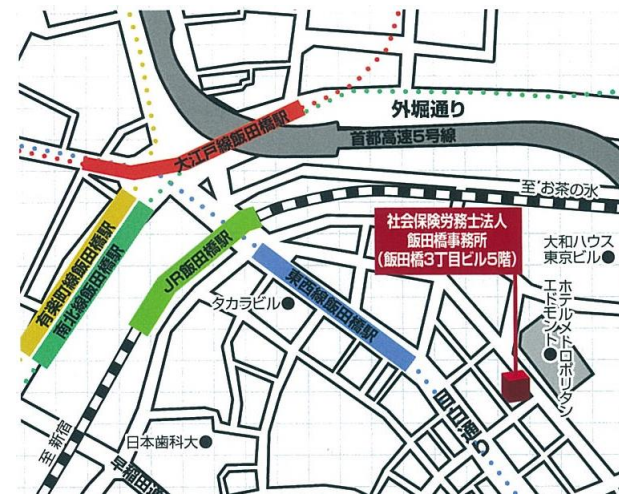 外堀通り
大江戸線飯田橋駅
首都高速5号線
至 お茶の水
社会保険労務士法人
飯田橋事務所
(飯田橋3丁目ビル5階)
大和ハウス
東京ビル
有楽町線飯田橋駅
南北線飯田橋駅
JR飯田橋駅
東西線飯田橋駅
タカラビル
ホテルメトロポリタン
エドモント
目白通り
日本歯科大
至 新宿
早稲田通